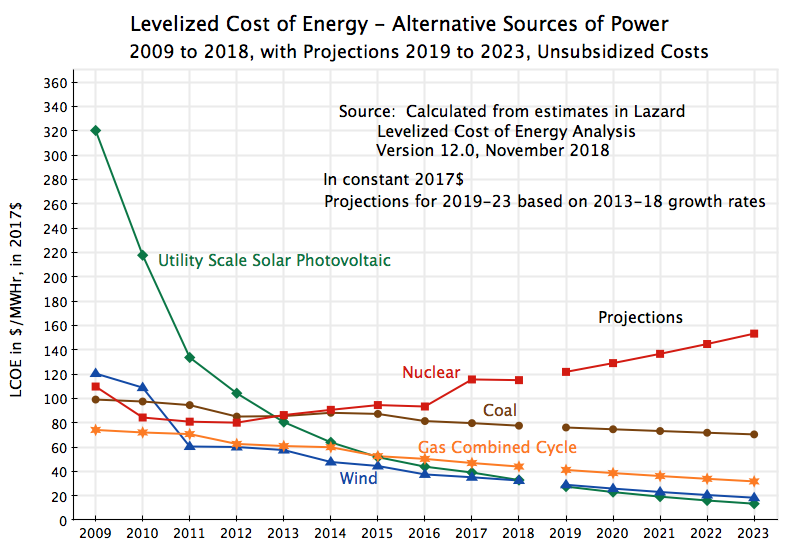 Levelized Cost of Energy – Alternative Sources of Power
2009 to 2018, with Projections 2019 to 2023, Unsubsidized Costs
LCOE in $/MWHr, in 2017$
360
340
320
300
280
260
240
220
200
180
160
140
120
100
80
60
40
20
0
Source: Calculated from estimates in Lazard
Levelized Cost of Energy Analysis
Version 12.0, November 2018
In constant 2017$
Projections for 2019–23 based on 2013–18 growth rates
Utility Scale Solar Photovoltaic
Projections
Nuclear
Coal
Gas Combined Cycle
Wind
2009 2010 2011 2012 2013 2014 2015 2016 2017 2018 2019 2020 2021 2022 2023